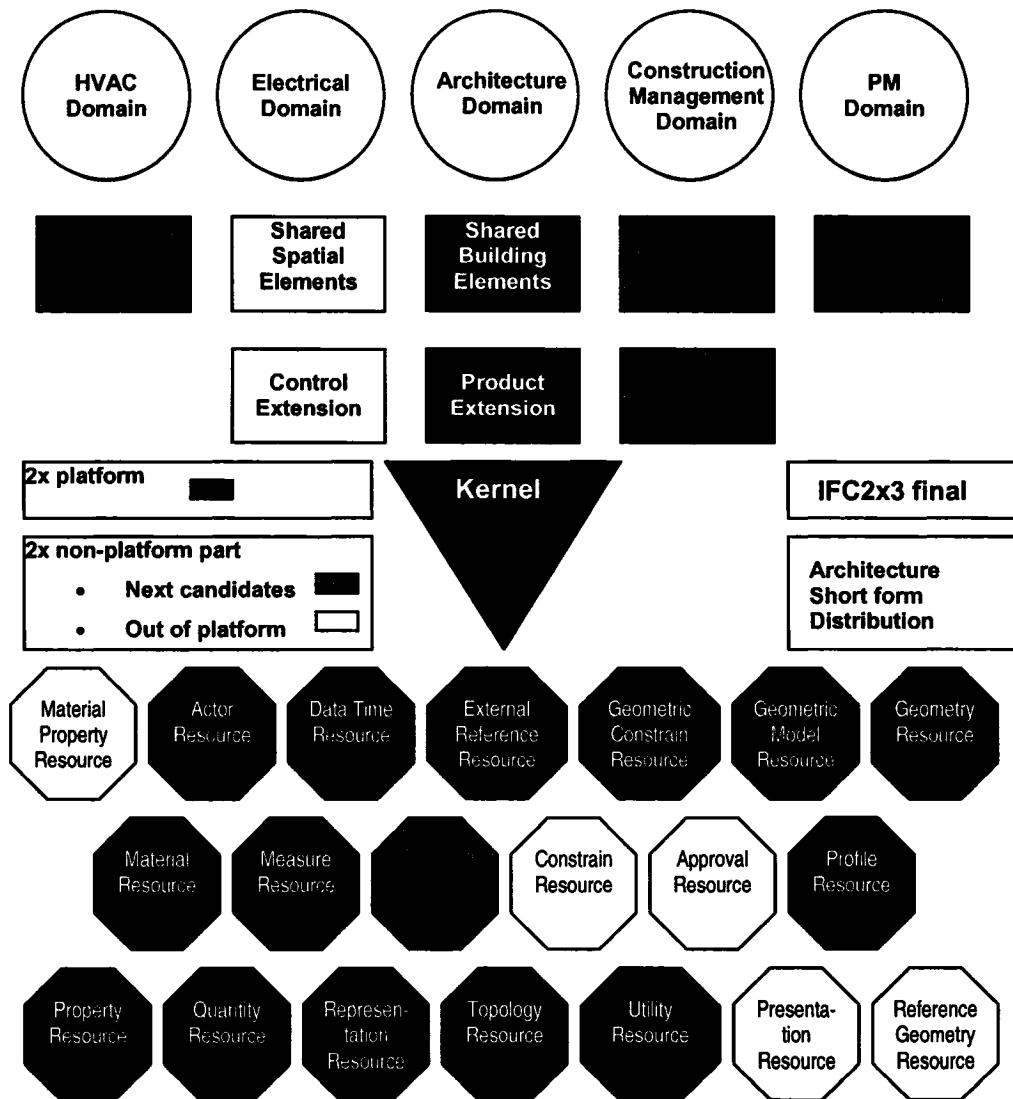 HVAC
Domain
Electrical
Domain
Architecture
Domain
Construction
Management
Domain
PM
Domain
Shared
Spatial
Elements
Shared
Building
Elements
Control
Extension
Product
Extension
2x platform
Kernel
IFC2x3 final
2x non-platform part
• Next candidates
• Out of platform
Architecture
Short form
Distribution
Material
Property
Resource
Actor
Resource
Data Time
Resource
External
Reference
Resource
Geometric
Constrain
Resource
Geometric
Model
Resource
Geometry
Resource
Material
Resource
Measure
Resource
Constrain
Resource
Approval
Resource
Profile
Resource
Property
Resource
Quantity
Resource
Represen-
tation
Resource
Topology
Resource
Utility
Resource
Presenta-
tion
Resource
Reference
Geometry
Resource